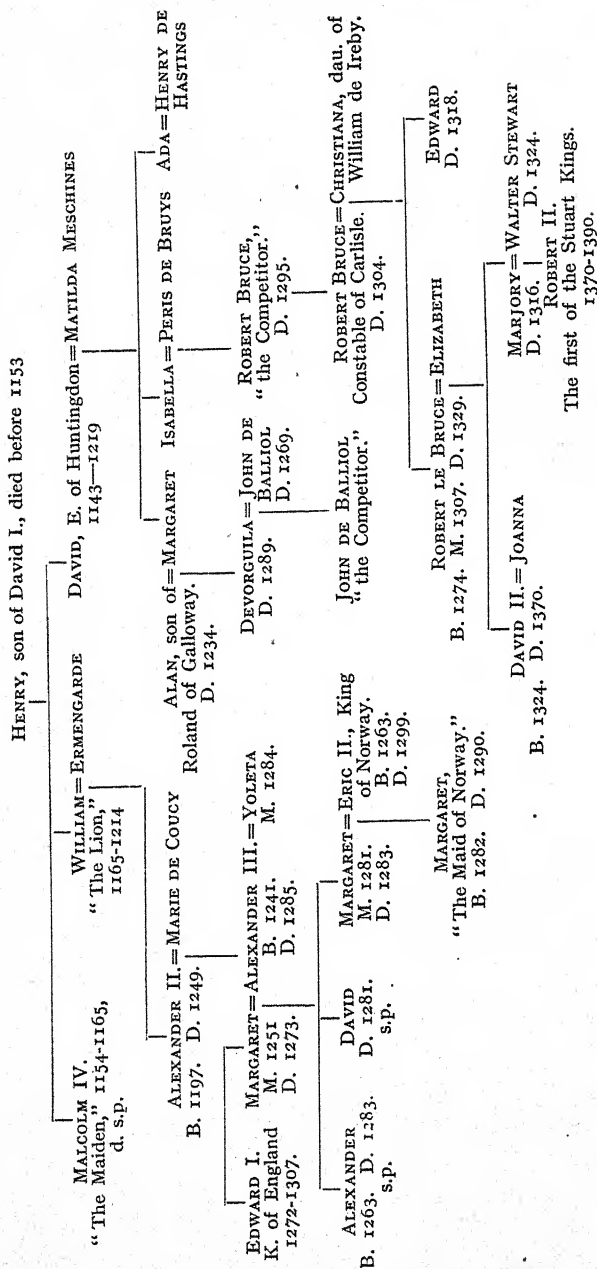 HENRY, son of David I., died before 1153
MALCOLM IV.
"The Maiden," 1154-1165,
d. s.p.
WILLIAM=ERMENGARDE
"The Lion,"
1165-1214
DAVID, E. of Huntingdon=MATILDA MESCHINES
1143—1219
ALEXANDER II.=MARIE DE COUCY
B. 1197. D. 1249.
ALAN, son of=MARGARET
Roland of Galloway.
D. 1234.
ISABELLA=PERIS DE BRUYS
ADA=HENRY DE
HASTINGS
EDWARD I.
K. of England
1272-1307.
MARGARET=ALEXANDER III.=YOLETA
M. 1251
D. 1273.
B. 1241.
D. 1285.
M. 1284.
DEVORGUILA=JOHN DE
BALLIOL
D. 1289.
D. 1269.
ROBERT BRUCE,
"the Competitor."
D. 1295.
ALEXANDER
B. 1263. D. 1283.
s.p.
DAVID
D. 1281.
s.p.
MARGARET=ERIC II., King
of Norway.
M. 1281.
D. 1283.
B. 1263.
D. 1299.
JOHN DE BALLIOL
"the Competitor."
ROBERT BRUCE=CHRISTIANA, dau. of
Constable of Carlisle.
William de Ireby.
D. 1304.
MARGARET,
"The Maid of Norway."
B. 1282. D. 1290.
ROBERT LE BRUCE=ELIZABETH
B. 1274. M. 1307. D. 1329.
EDWARD
D. 1318.
DAVID II.=JOANNA
B. 1324. D. 1370.
MARJORY=WALTER STEWART
D. 1316.
D. 1324.
ROBERT II.
The first of the Stuart Kings.
1370-1390.